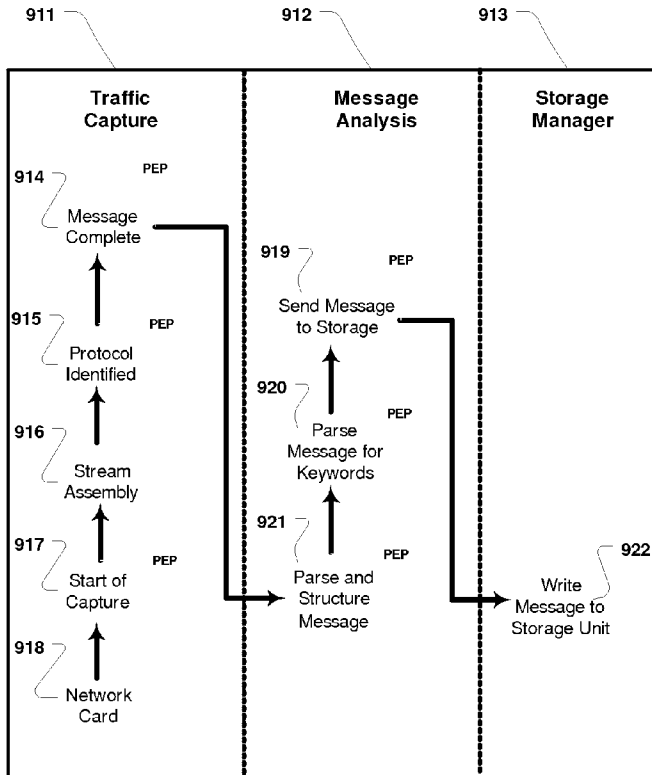 911
912
913
Traffic
Capture
Message
Analysis
Storage
Manager
914
PEP
Message
Complete
919
PEP
Send Message
to Storage
915
PEP
Protocol
Identified
920
PEP
Parse
Message for
Keywords
916
Stream
Assembly
921
PEP
Parse and
Structure
Message
917
PEP
Start of
Capture
922
Write
Message to
Storage Unit
918
Network
Card